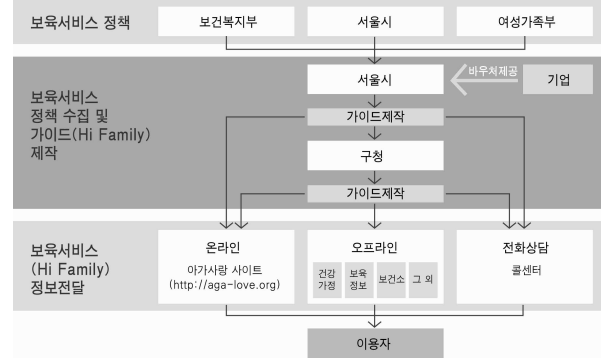 보육서비스 정책
보건복지부
서울시
여성가족부
보육서비스
정책 수집 및
가이드(Hi Family)
제작
서울시
바우처제공
기업
가이드제작
구청
가이드제작
보육서비스
(Hi Family)
정보전달
온라인
아가사랑 사이트
(http://aga-love.org)
오프라인
건강
가정
보육
정보
보건소
그 외
전화상담
콜센터
이용자